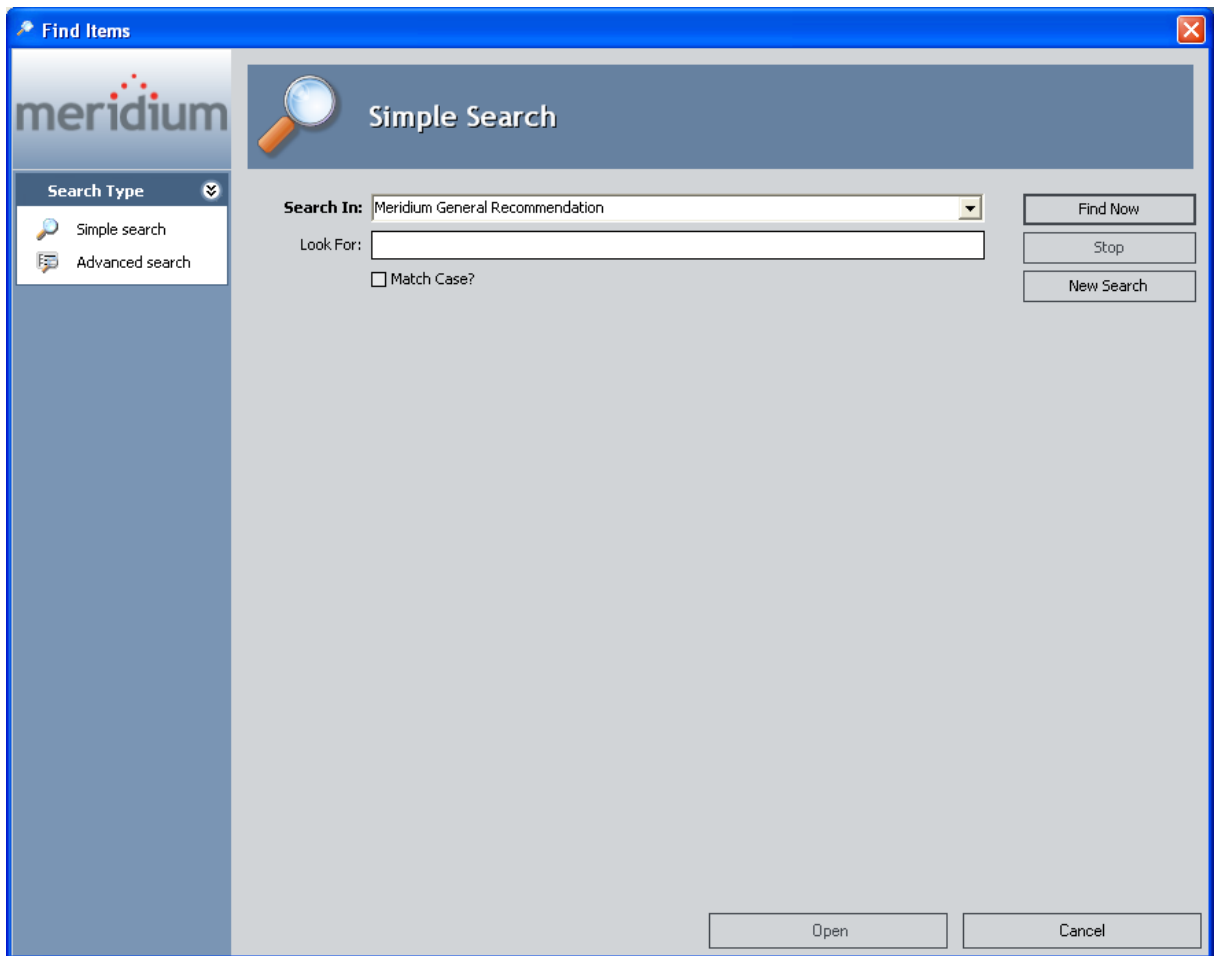 Find Items
meridium
Simple Search
Search Type
Simple search
Advanced search
Search In: Meridium General Recommendation
Look For:
Match Case?
Find Now
Stop
New Search
Open
Cancel